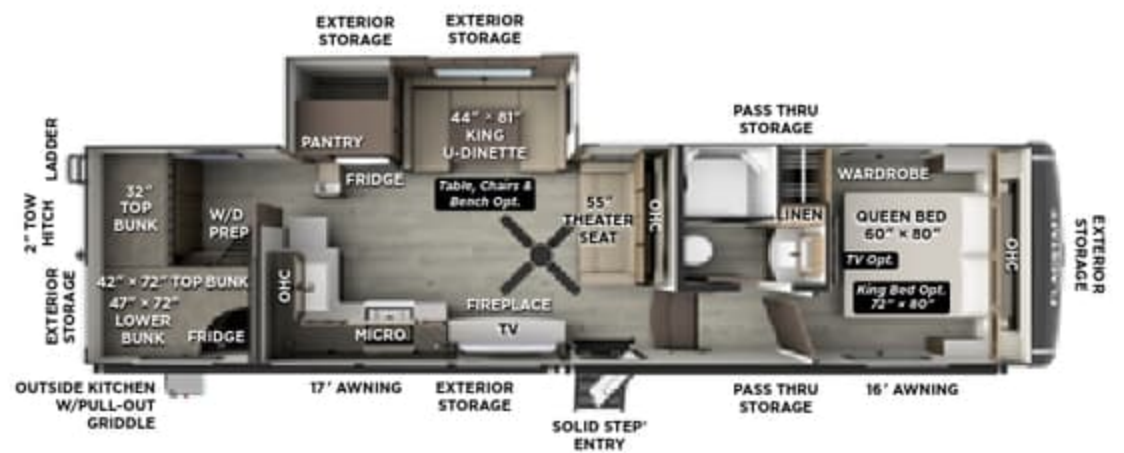 EXTERIOR
STORAGE
EXTERIOR
STORAGE
PASS THRU
STORAGE
LADDER
2" TOW
HITCH
EXTERIOR
STORAGE
PANTRY
FRIDGE
44" × 81"
KING
U-DINETTE
Table, Chairs &
Bench Opt.
32"
TOP
BUNK
W/D
PREP
42" × 72" TOP BUNK
47" × 72"
LOWER
BUNK
FRIDGE
OHC
MICRO
FIREPLACE
TV
55"
THEATER
SEAT
OHC
LINEN
WARDROBE
QUEEN BED
60" × 80"
TV Opt.
King Bed Opt.
72" x 80"
OHC
EXTERIOR
STORAGE
OUTSIDE KITCHEN
W/PULL-OUT
GRIDDLE
17' AWNING
EXTERIOR
STORAGE
SOLID STEP'
ENTRY
PASS THRU
STORAGE
16' AWNING